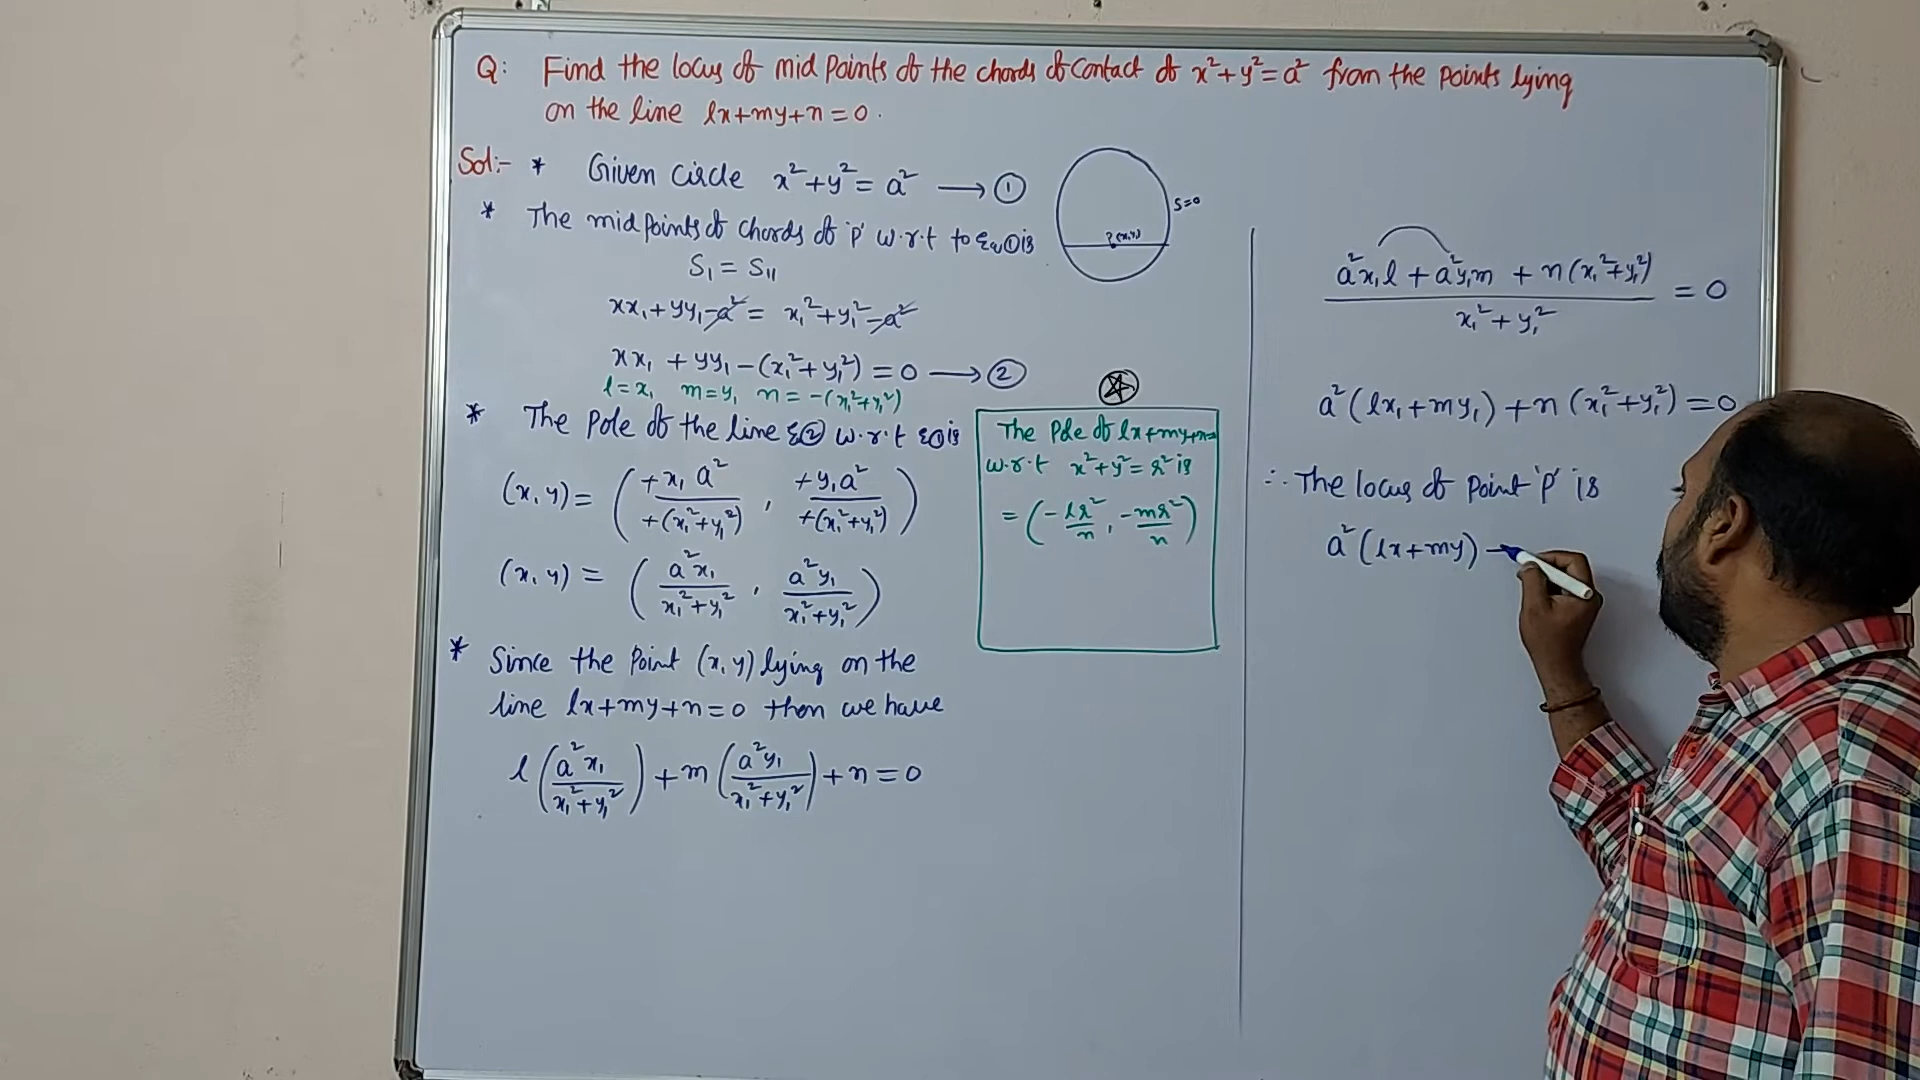 Q: Find the locus of mid points of the chords of contact of x²+y²=a² from the points lying
on the line lx+my+n=0.
Sol:- * Given circle x²+y²=a² ⟶ ①
* The mid points of chords of 'P' w.r.t to Eq①is
S₁ = S₁₁
xx₁+yy₁-a² = x₁²+y₁²-a²
xx₁ + yy₁ -(x₁²+y₁²) = 0 ⟶ ②
l=x₁ m=y₁ n=-(x₁²+y₁²)
* The Pole of the line E② w.r.t E①is
(x,y)= (+x₁a²/+(x₁²+y₁²) , +y₁a²/+(x₁²+y₁²))
(x,y) = (a²x₁/x₁²+y₁² , a²y₁/x₁²+y₁²)
* Since the Point (x,y) lying on the
line lx+my+n=0 then we have
l(a²x₁/x₁²+y₁²) + m(a²y₁/x₁²+y₁²) + n = 0
S=0
P(x₁,y₁)
The Pole of lx+my+n=0
w.r.t x²+y²=r² is
= (-lr²/n , -mr²/n)
a²x₁l + a²y₁m + n(x₁²+y₁²)/x₁²+y₁² = 0
a²(lx₁+my₁)+n(x₁²+y₁²)=0
∴ The locus of point 'P' is
a²(lx+my) -